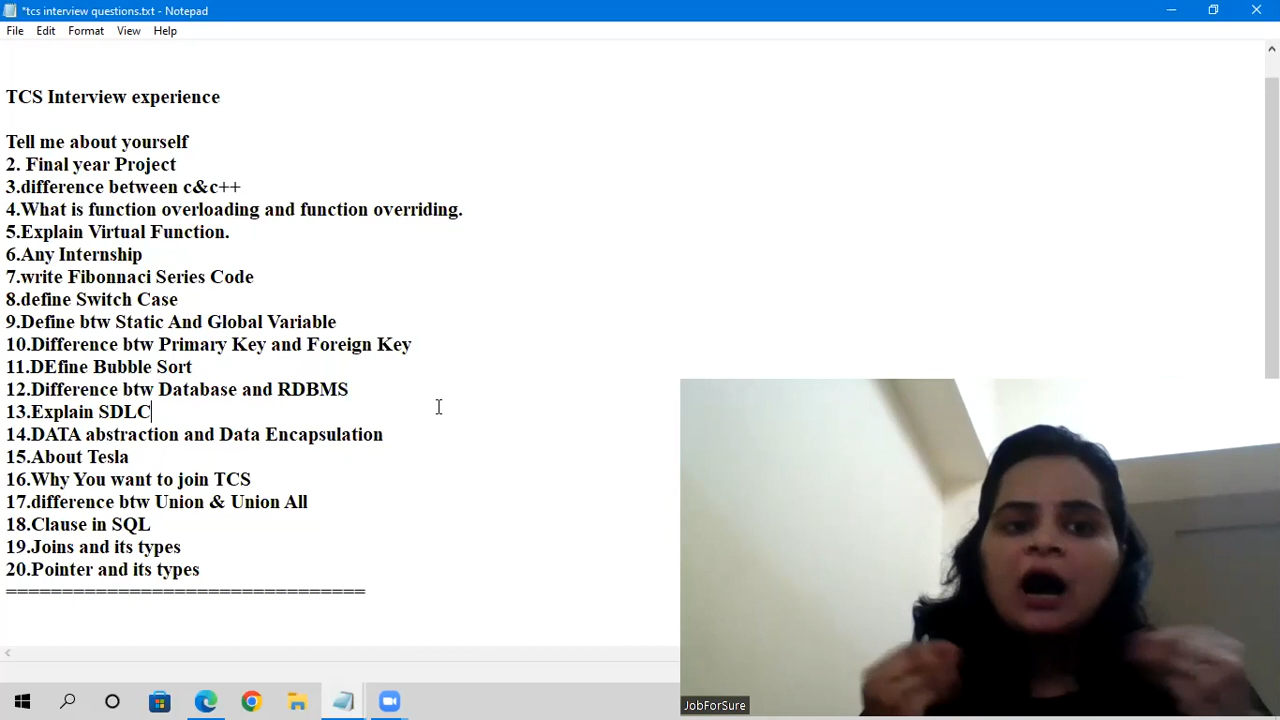 *tcs interview questions.txt - Notepad
File Edit Format View Help
TCS Interview experience
Tell me about yourself
2. Final year Project
3.difference between c&c++
4.What is function overloading and function overriding.
5.Explain Virtual Function.
6.Any Internship
7.write Fibonnaci Series Code
8.define Switch Case
9.Define btw Static And Global Variable
10.Difference btw Primary Key and Foreign Key
11.DEfine Bubble Sort
12.Difference btw Database and RDBMS
13.Explain SDLC
14.DATA abstraction and Data Encapsulation
15.About Tesla
16.Why You want to join TCS
17.difference btw Union & Union All
18.Clause in SQL
19.Joins and its types
20.Pointer and its types
================================
JobForSure